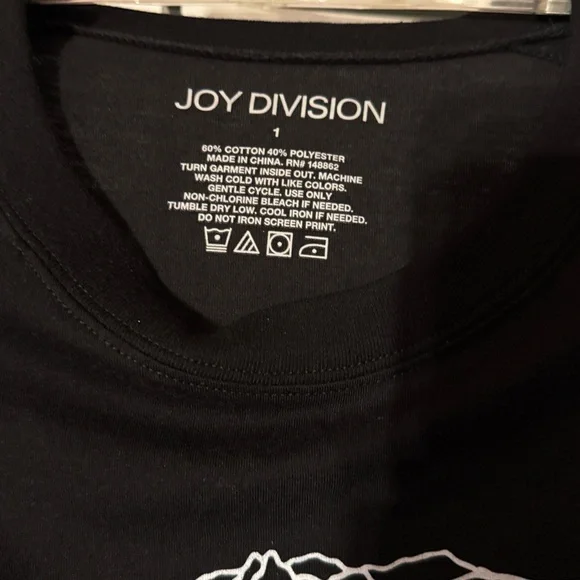 JOY DIVISION
1
60% COTTON 40% POLYESTER
MADE IN CHINA. RN# 148862
TURN GARMENT INSIDE OUT. MACHINE
WASH COLD WITH LIKE COLORS.
GENTLE CYCLE. USE ONLY
NON-CHLORINE BLEACH IF NEEDED.
TUMBLE DRY LOW. COOL IRON IF NEEDED.
DO NOT IRON SCREEN PRINT.